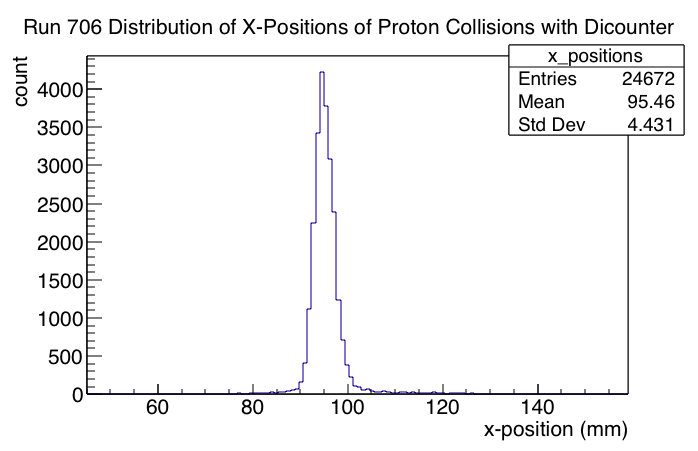 Run 706 Distribution of X-Positions of Proton Collisions with Dicounter
x_positions
Entries 24672
Mean 95.46
Std Dev 4.431
count
4000
3500
3000
2500
2000
1500
1000
500
0
60 80 100 120 140
x-position (mm)